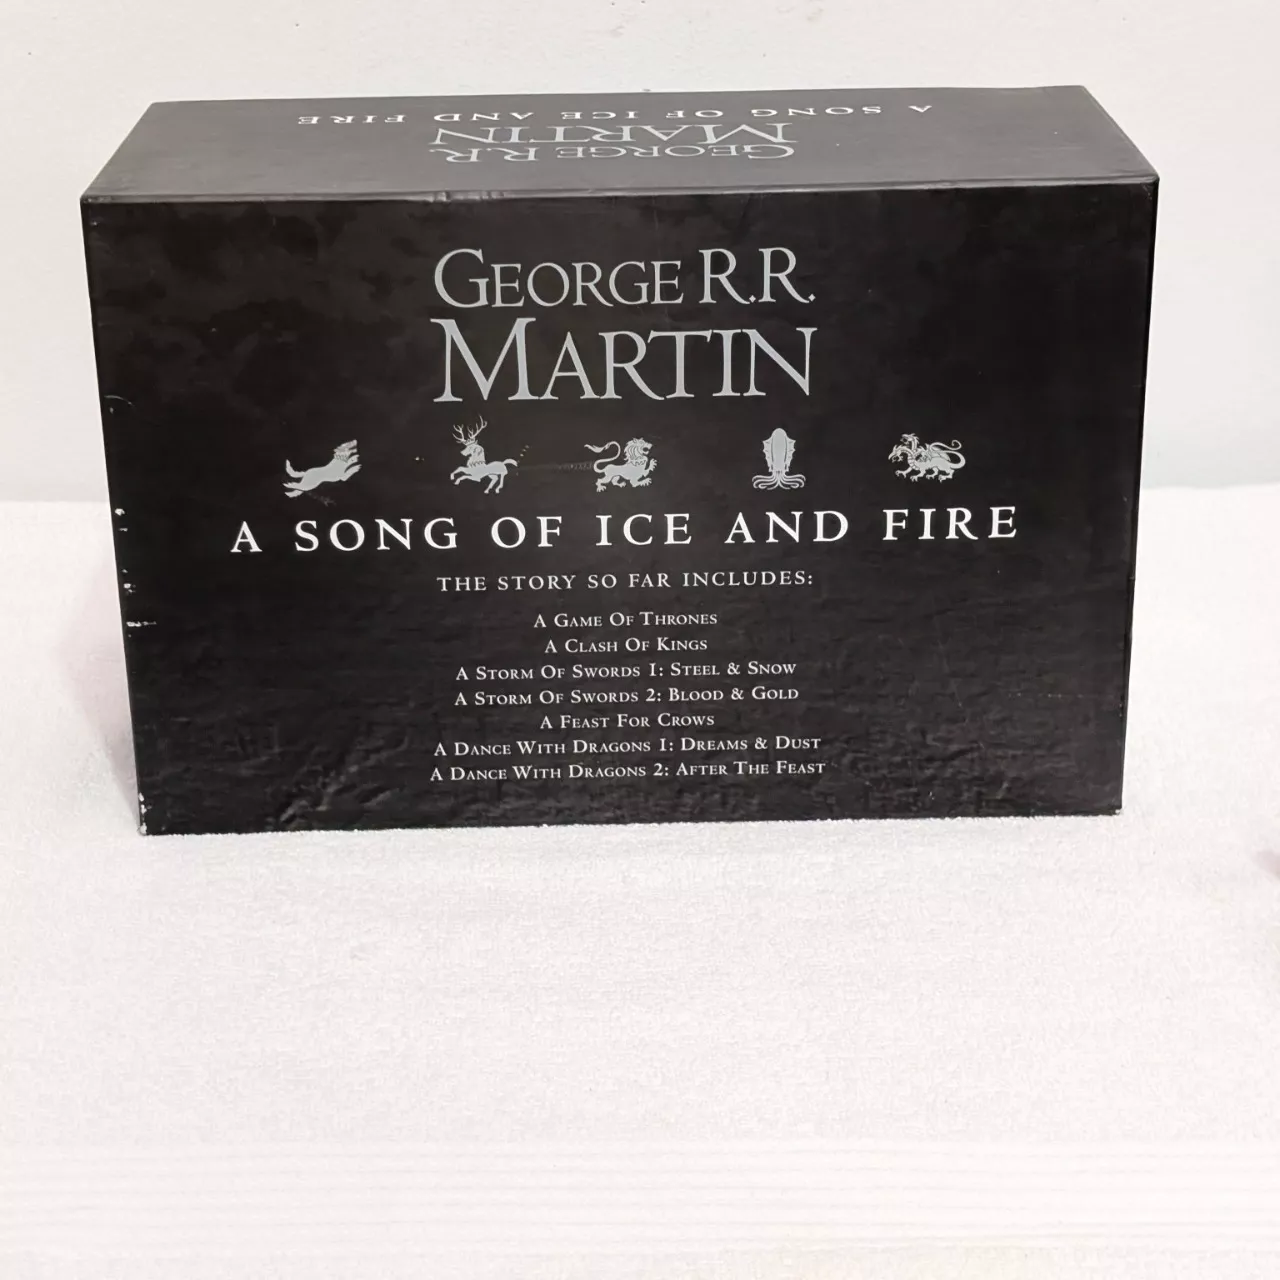 A SONG OF ICE AND FIRE
GEORGE R.R.
MARTIN
GEORGE R.R.
MARTIN
A SONG OF ICE AND FIRE
THE STORY SO FAR INCLUDES:
A GAME OF THRONES
A CLASH OF KINGS
A STORM OF SWORDS 1: STEEL & SNOW
A STORM OF SWORDS 2: BLOOD & GOLD
A FEAST FOR CROWS
A DANCE WITH DRAGONS 1: DREAMS & DUST
A DANCE WITH DRAGONS 2: AFTER THE FEAST